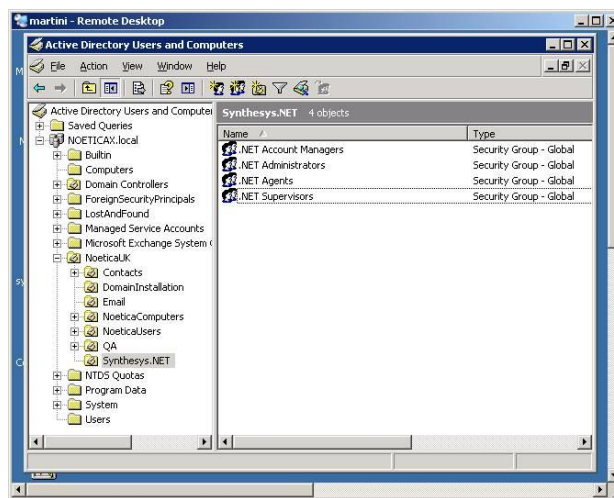 martini - Remote Desktop
Active Directory Users and Computers
File Action View Window Help
Active Directory Users and Computer
Saved Queries
NOETICAX.local
Builtin
Computers
Domain Controllers
ForeignSecurityPrincipals
LostAndFound
Managed Service Accounts
Microsoft Exchange System
NoeticaUK
Contacts
DomainInstallation
Email
NoeticaComputers
NoeticaUsers
QA
Synthesys.NET
NTDS Quotas
Program Data
System
Users
Synthesys.NET 4 objects
Name Type
.NET Account Managers Security Group - Global
.NET Administrators Security Group - Global
.NET Agents Security Group - Global
.NET Supervisors Security Group - Global